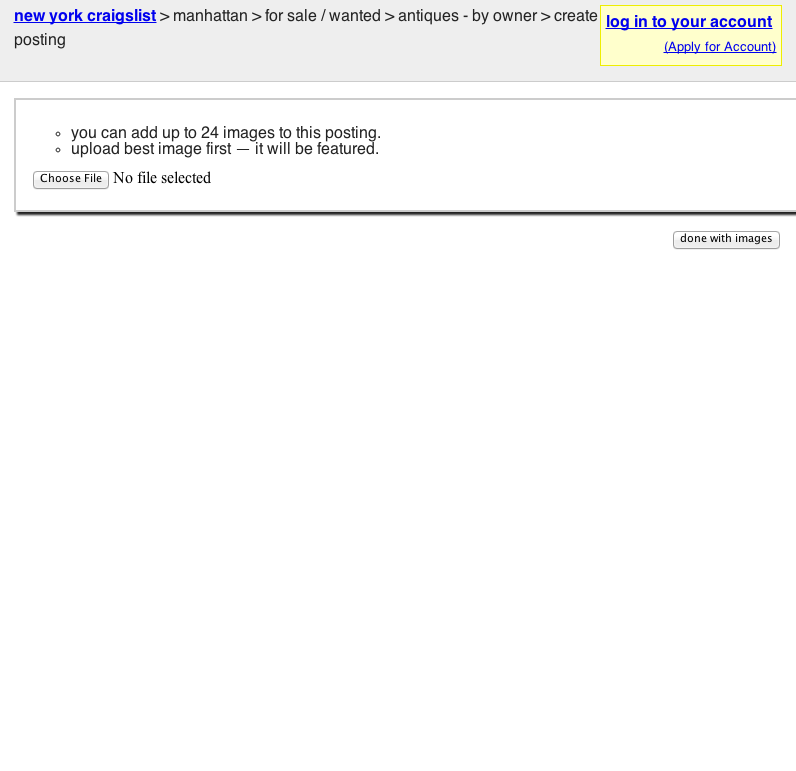 new york craigslist > manhattan > for sale / wanted > antiques - by owner > create
posting
log in to your account
(Apply for Account)
you can add up to 24 images to this posting.
upload best image first — it will be featured.
Choose File No file selected
done with images